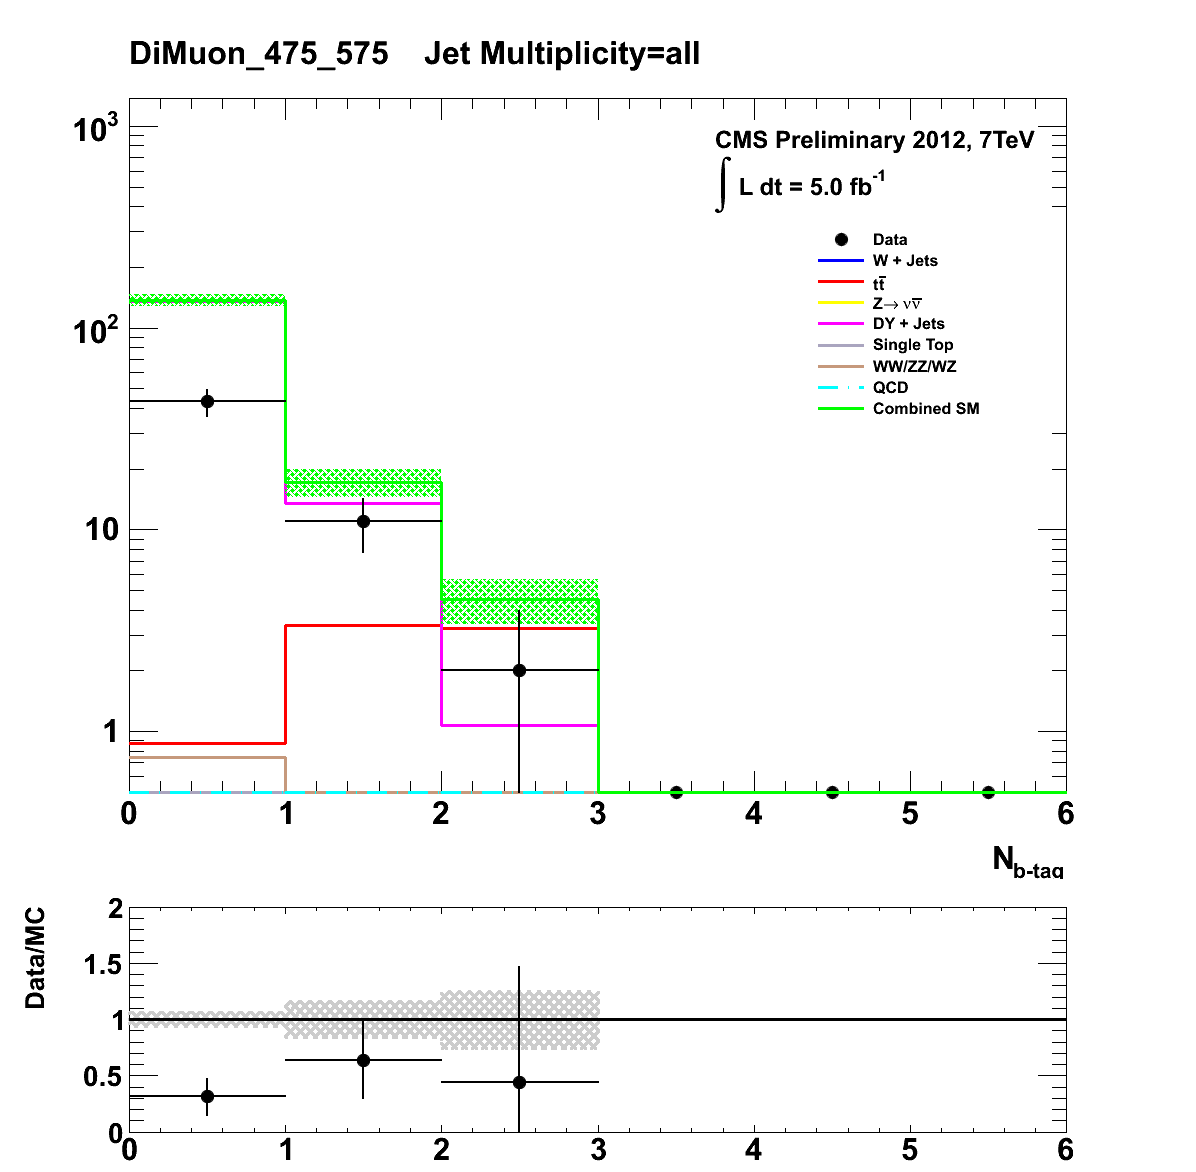 DiMuon_475_575 Jet Multiplicity=all
10³
CMS Preliminary 2012, 7TeV
∫ L dt = 5.0 fb⁻¹
Data
W + Jets
tt̅
Z→ νν̅
DY + Jets
Single Top
WW/ZZ/WZ
QCD
Combined SM
10²
10
1
0 1 2 3 4 5 6
N_b-tag
Data/MC
2
1.5
1
0.5
0
0 1 2 3 4 5 6